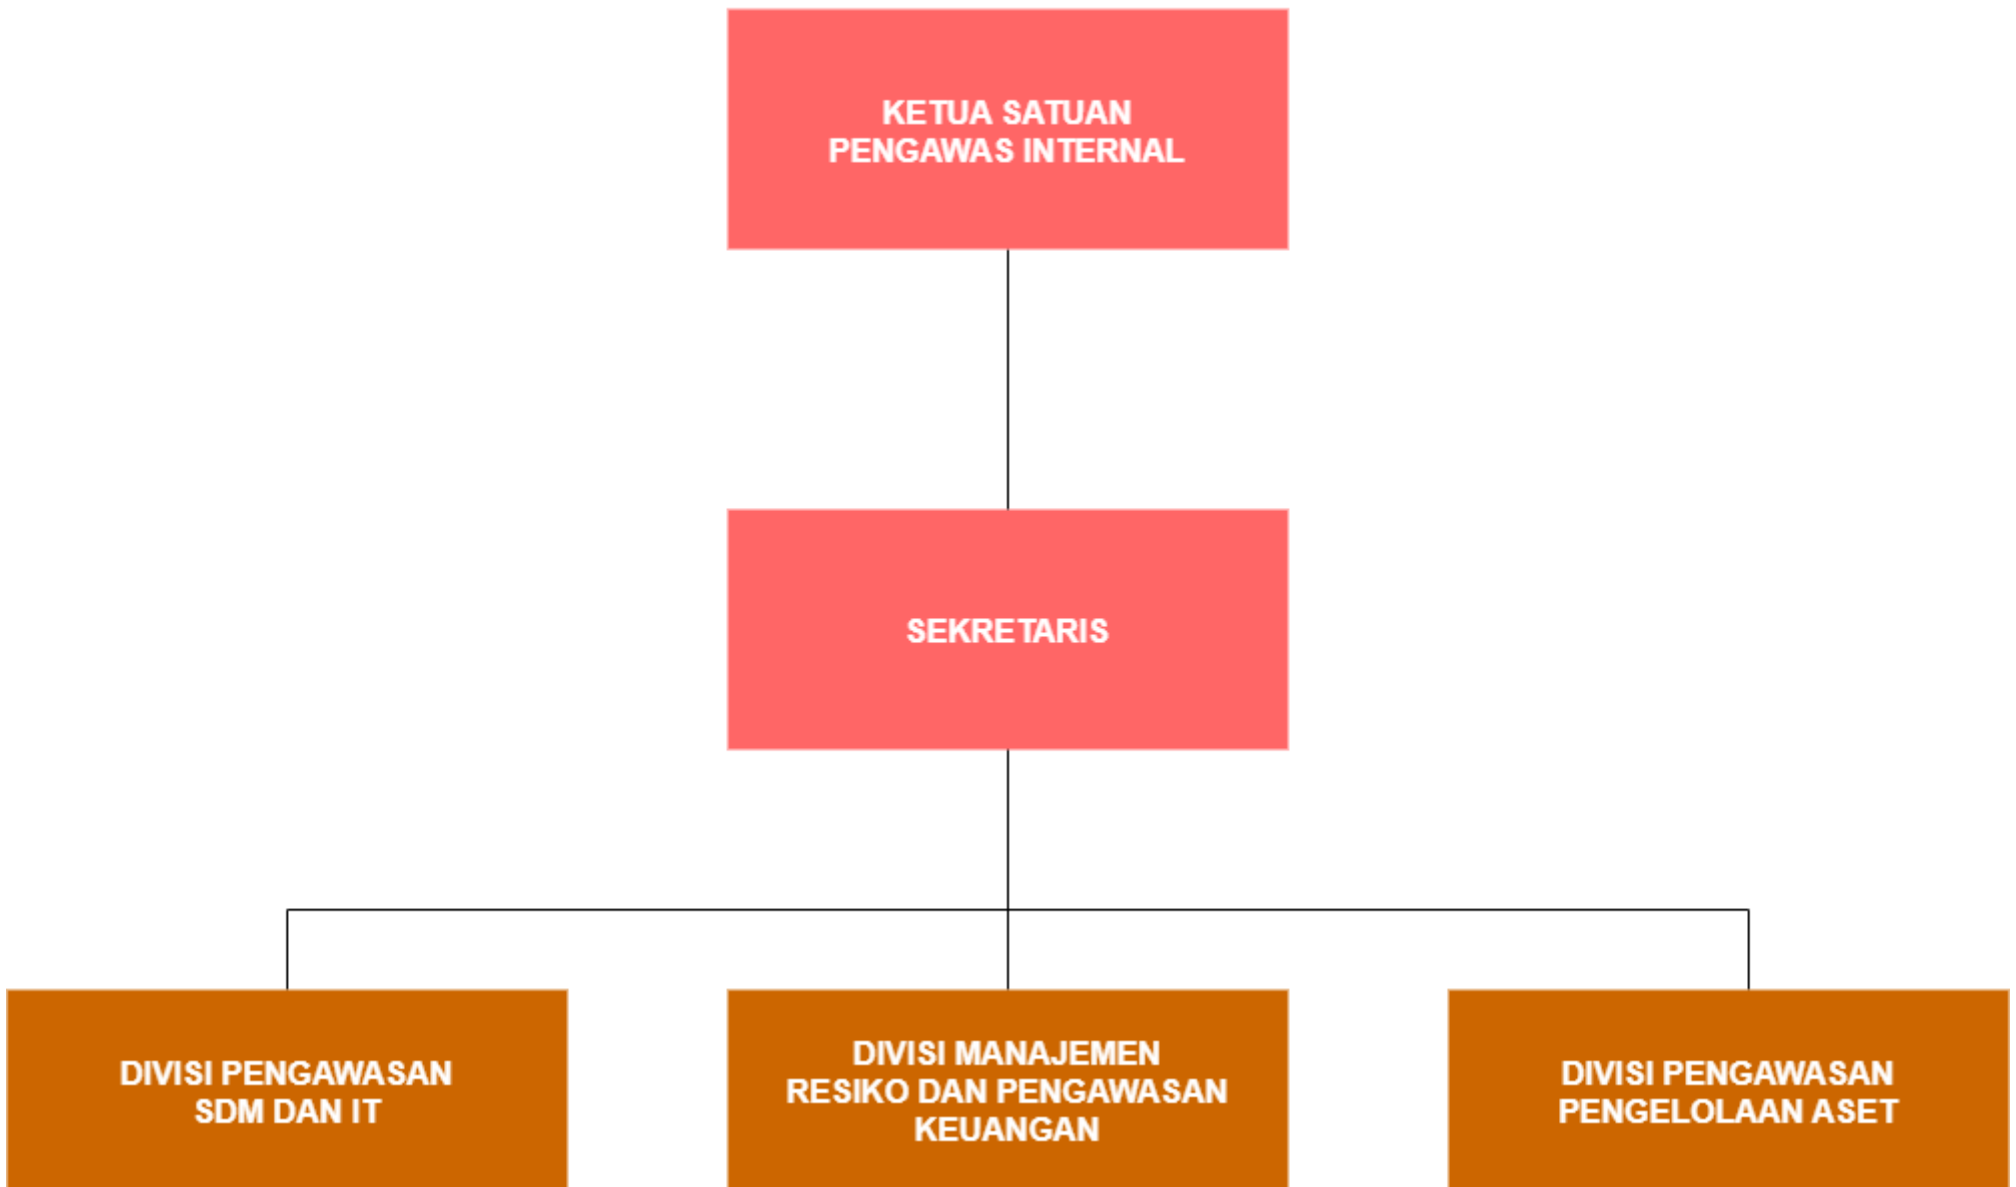 KETUA SATUAN
PENGAWAS INTERNAL
SEKRETARIS
DIVISI PENGAWASAN
SDM DAN IT
DIVISI MANAJEMEN
RESIKO DAN PENGAWASAN
KEUANGAN
DIVISI PENGAWASAN
PENGELOLAAN ASET